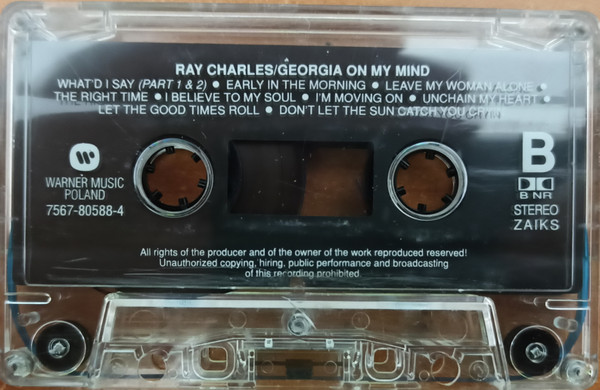 RAY CHARLES/GEORGIA ON MY MIND
WHAT'D I SAY (PART 1 & 2) • EARLY IN THE MORNING • LEAVE MY WOMAN ALONE •
THE RIGHT TIME • I BELIEVE TO MY SOUL • I'M MOVING ON • UNCHAIN MY HEART •
LET THE GOOD TIMES ROLL • DON'T LET THE SUN CATCH YOU CRYIN'
B
WARNER MUSIC
POLAND
7567-80588-4
B NR
STEREO
ZAIKS
All rights of the producer and of the owner of the work reproduced reserved!
Unauthorized copying, hiring, public performance and broadcasting
of this recording prohibited.